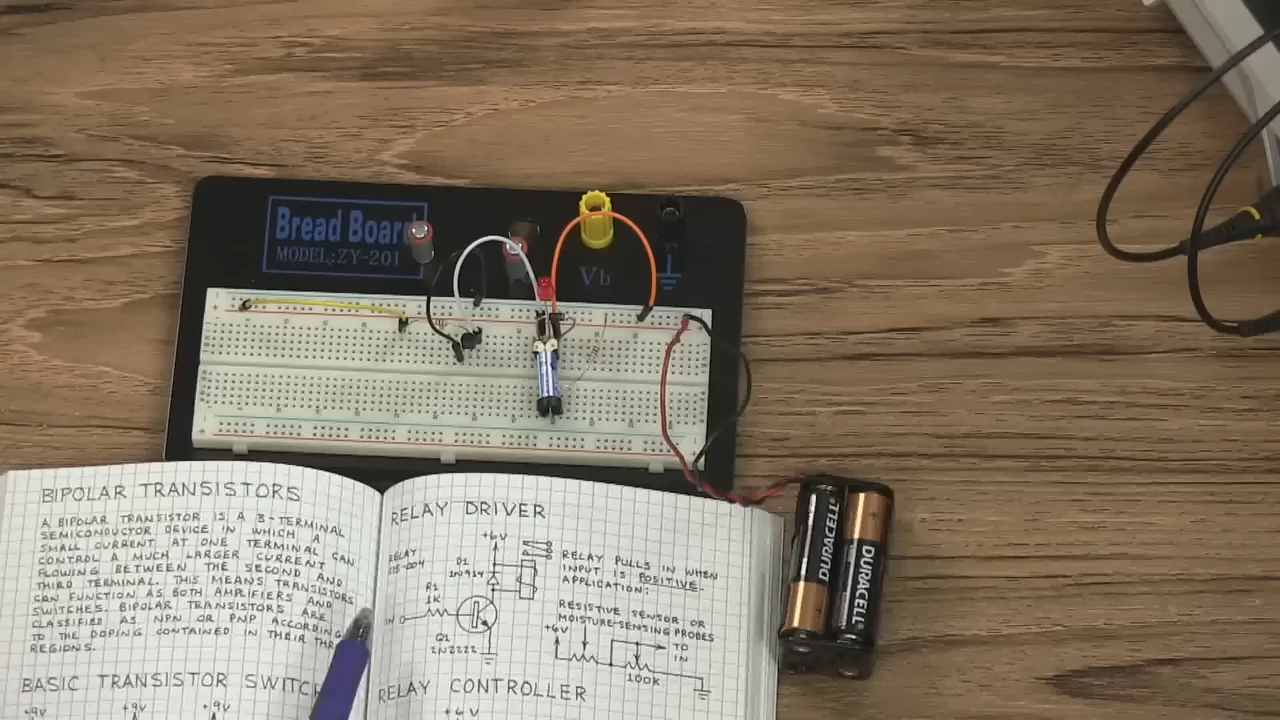 Bread Board
MODEL:ZY-201
Vb
BIPOLAR TRANSISTORS
A BIPOLAR TRANSISTOR IS A 3-TERMINAL
SEMICONDUCTOR DEVICE IN WHICH A
SMALL CURRENT AT ONE TERMINAL CAN
CONTROL A MUCH LARGER CURRENT
FLOWING BETWEEN THE SECOND AND
THIRD TERMINAL. THIS MEANS TRANSISTORS
CAN FUNCTION AS BOTH AMPLIFIERS AND
SWITCHES. BIPOLAR TRANSISTORS ARE
CLASSIFIED AS NPN OR PNP ACCORDING
TO THE DOPING CONTAINED IN THEIR
REGIONS.
BASIC TRANSISTOR
+9V
+9V
+9V
RELAY DRIVER
+6V
RELAY
D1
1N914
R1
1K
IN
Q1
2N2222
RELAY PULLS IN WHEN
INPUT IS POSITIVE.
APPLICATION:
RESISTIVE SENSOR OR
MOISTURE-SENSING PROBES
+6V
TO
IN
100K
RELAY CONTROLLER
+6V
DURACELL
DURACELL